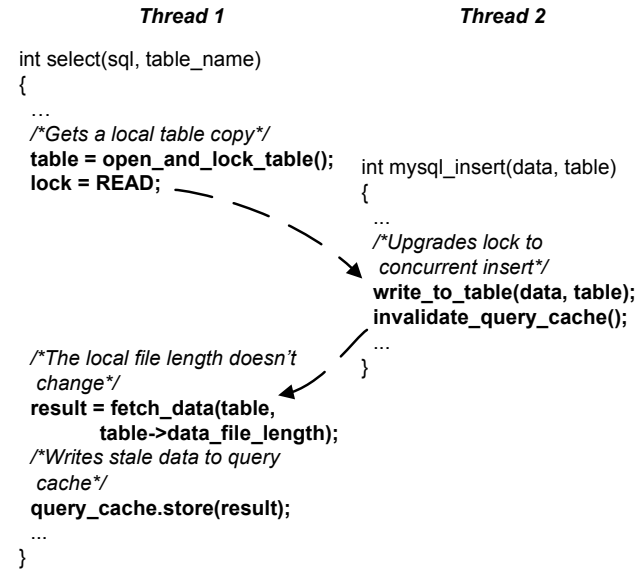 Thread 1
Thread 2
int select(sql, table_name)
{
…
/*Gets a local table copy*/
table = open_and_lock_table();
lock = READ;
int mysql_insert(data, table)
{
...
/*Upgrades lock to
concurrent insert*/
write_to_table(data, table);
invalidate_query_cache();
...
}
/*The local file length doesn’t
change*/
result = fetch_data(table,
table->data_file_length);
/*Writes stale data to query
cache*/
query_cache.store(result);
...
}